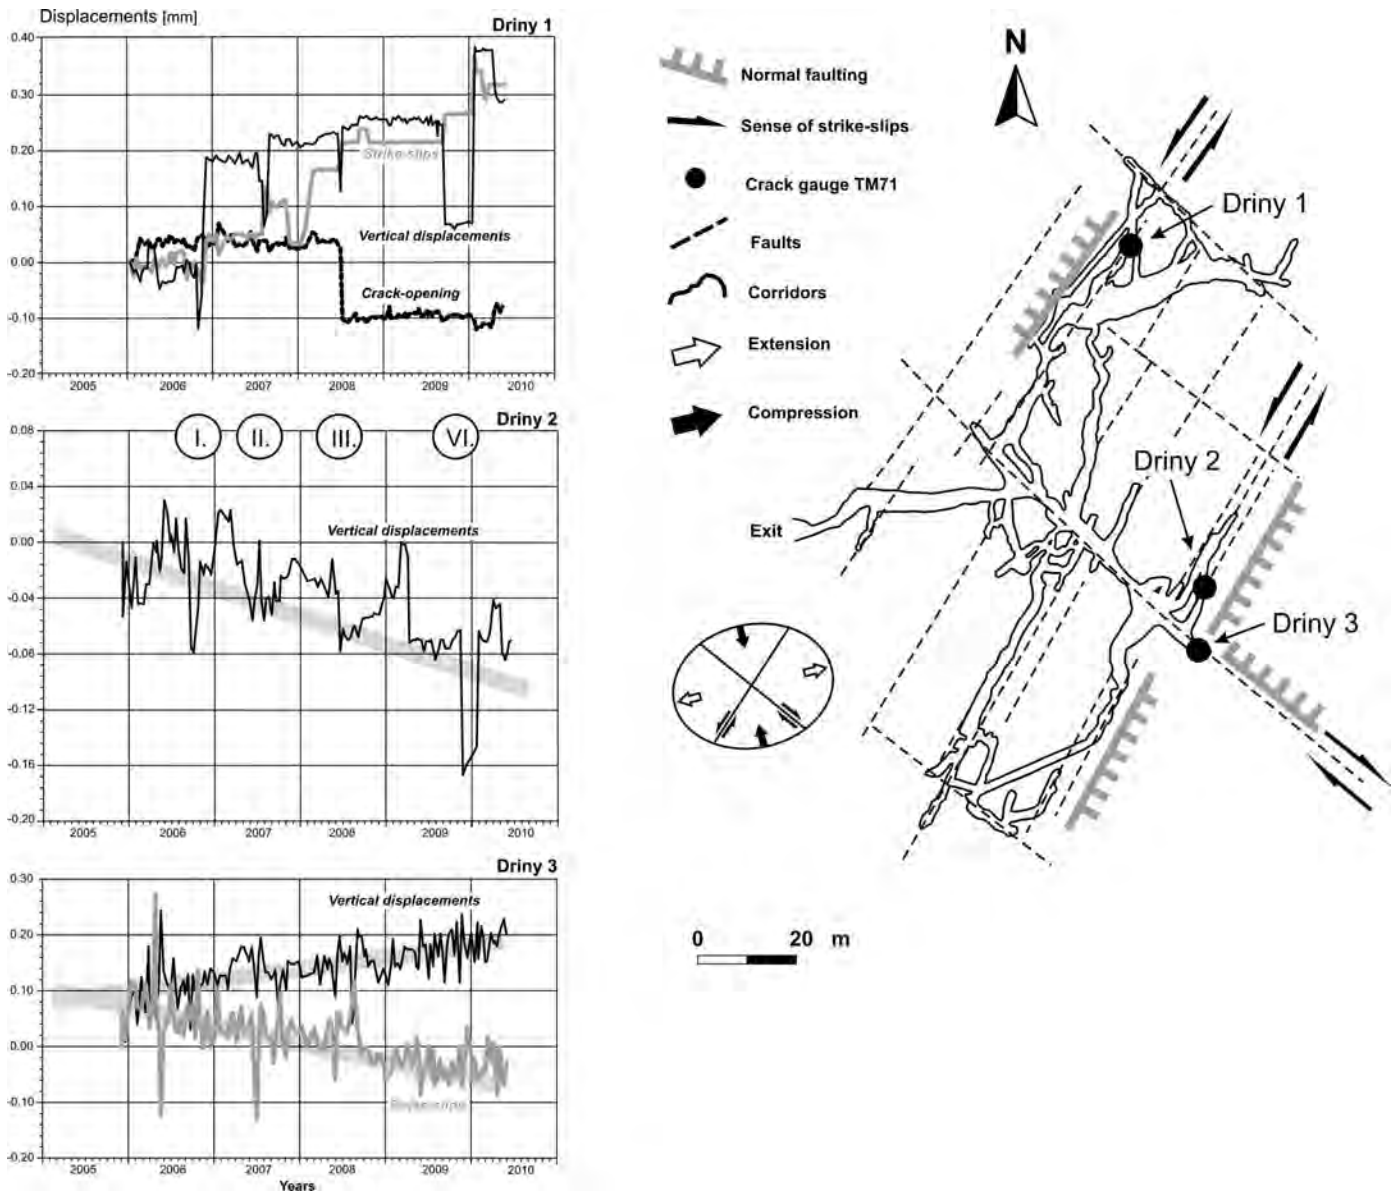 Displacements [mm]
Driny 1
0.40
0.30
0.20
0.10
0.00
-0.10
-0.20
Strike-slips
Vertical displacements
Crack-opening
2005 2006 2007 2008 2009 2010
Driny 2
I. II. III. VI.
0.08
0.04
0.00
-0.04
-0.08
-0.12
-0.16
-0.20
Vertical displacements
2005 2006 2007 2008 2009 2010
Driny 3
0.30
0.20
0.10
0.00
-0.10
-0.20
Vertical displacements
Strike-slips
2005 2006 2007 2008 2009 2010
Years
Normal faulting
Sense of strike-slips
Crack gauge TM71
Faults
Corridors
Extension
Compression
N
Driny 1
Driny 2
Exit
Driny 3
0 20 m